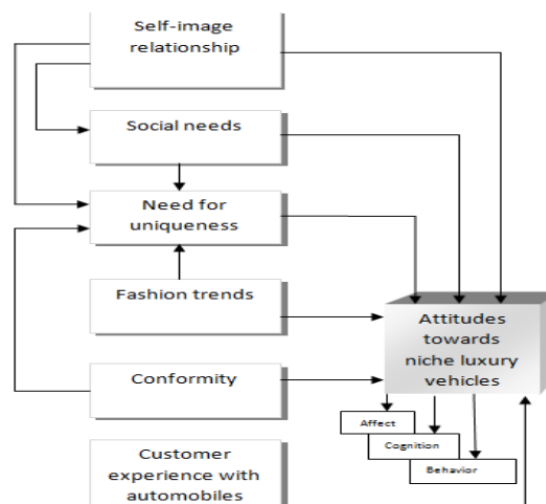 Self-image
relationship
Social needs
Need for
uniqueness
Fashion trends
Conformity
Customer
experience with
automobiles
Attitudes
towards
niche luxury
vehicles
Affect
Cognition
Behavior